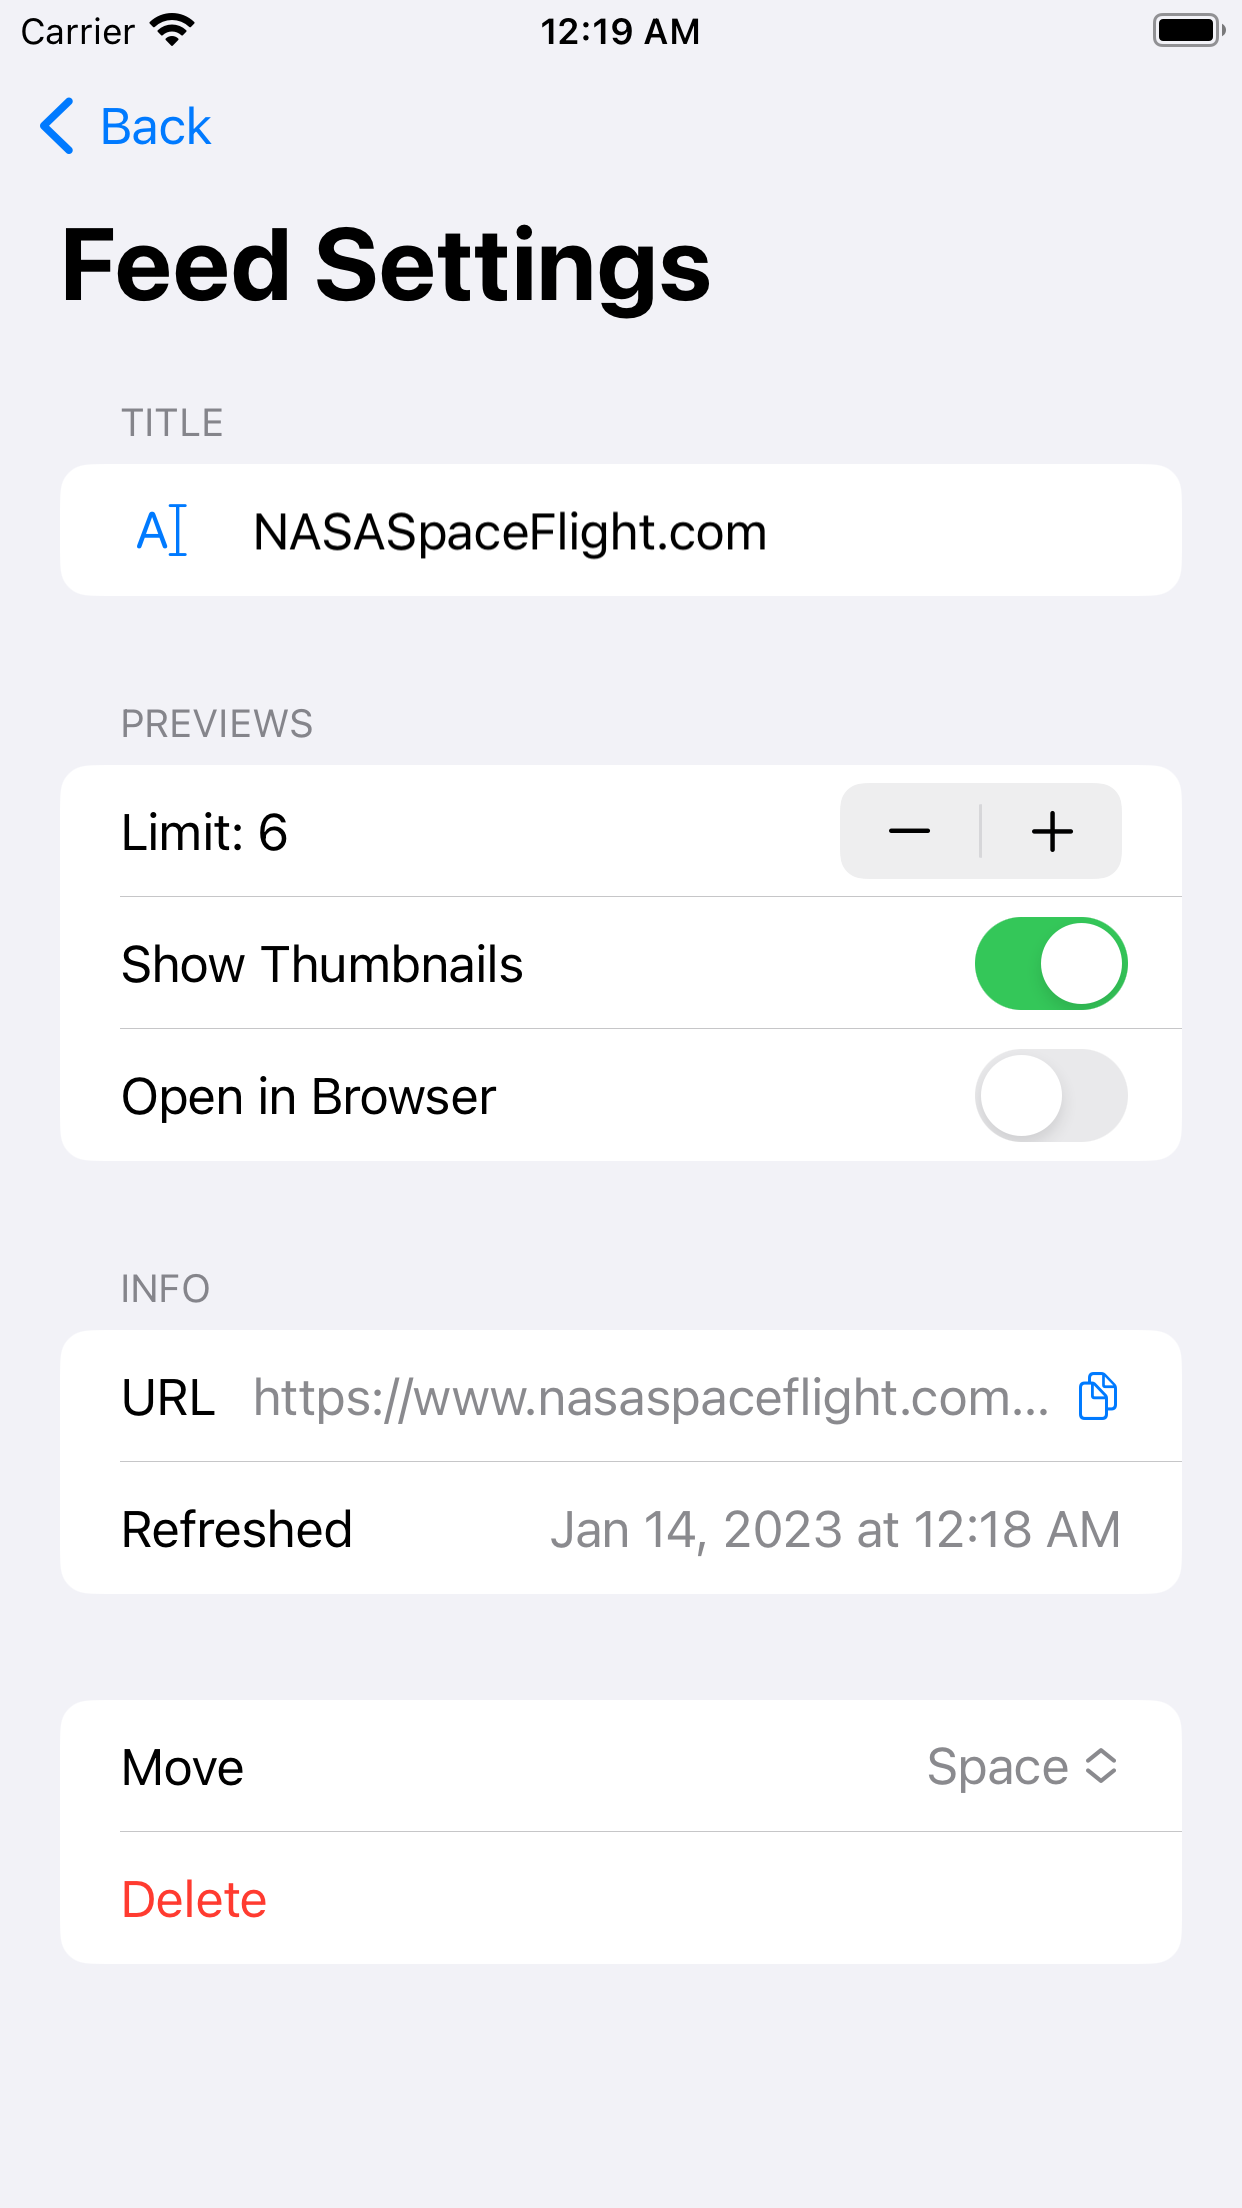 Carrier 12:19 AM
Back
Feed Settings
TITLE
NASASpaceFlight.com
PREVIEWS
Limit: 6
Show Thumbnails
Open in Browser
INFO
URL https://www.nasaspaceflight.com...
Refreshed Jan 14, 2023 at 12:18 AM
Move Space
Delete